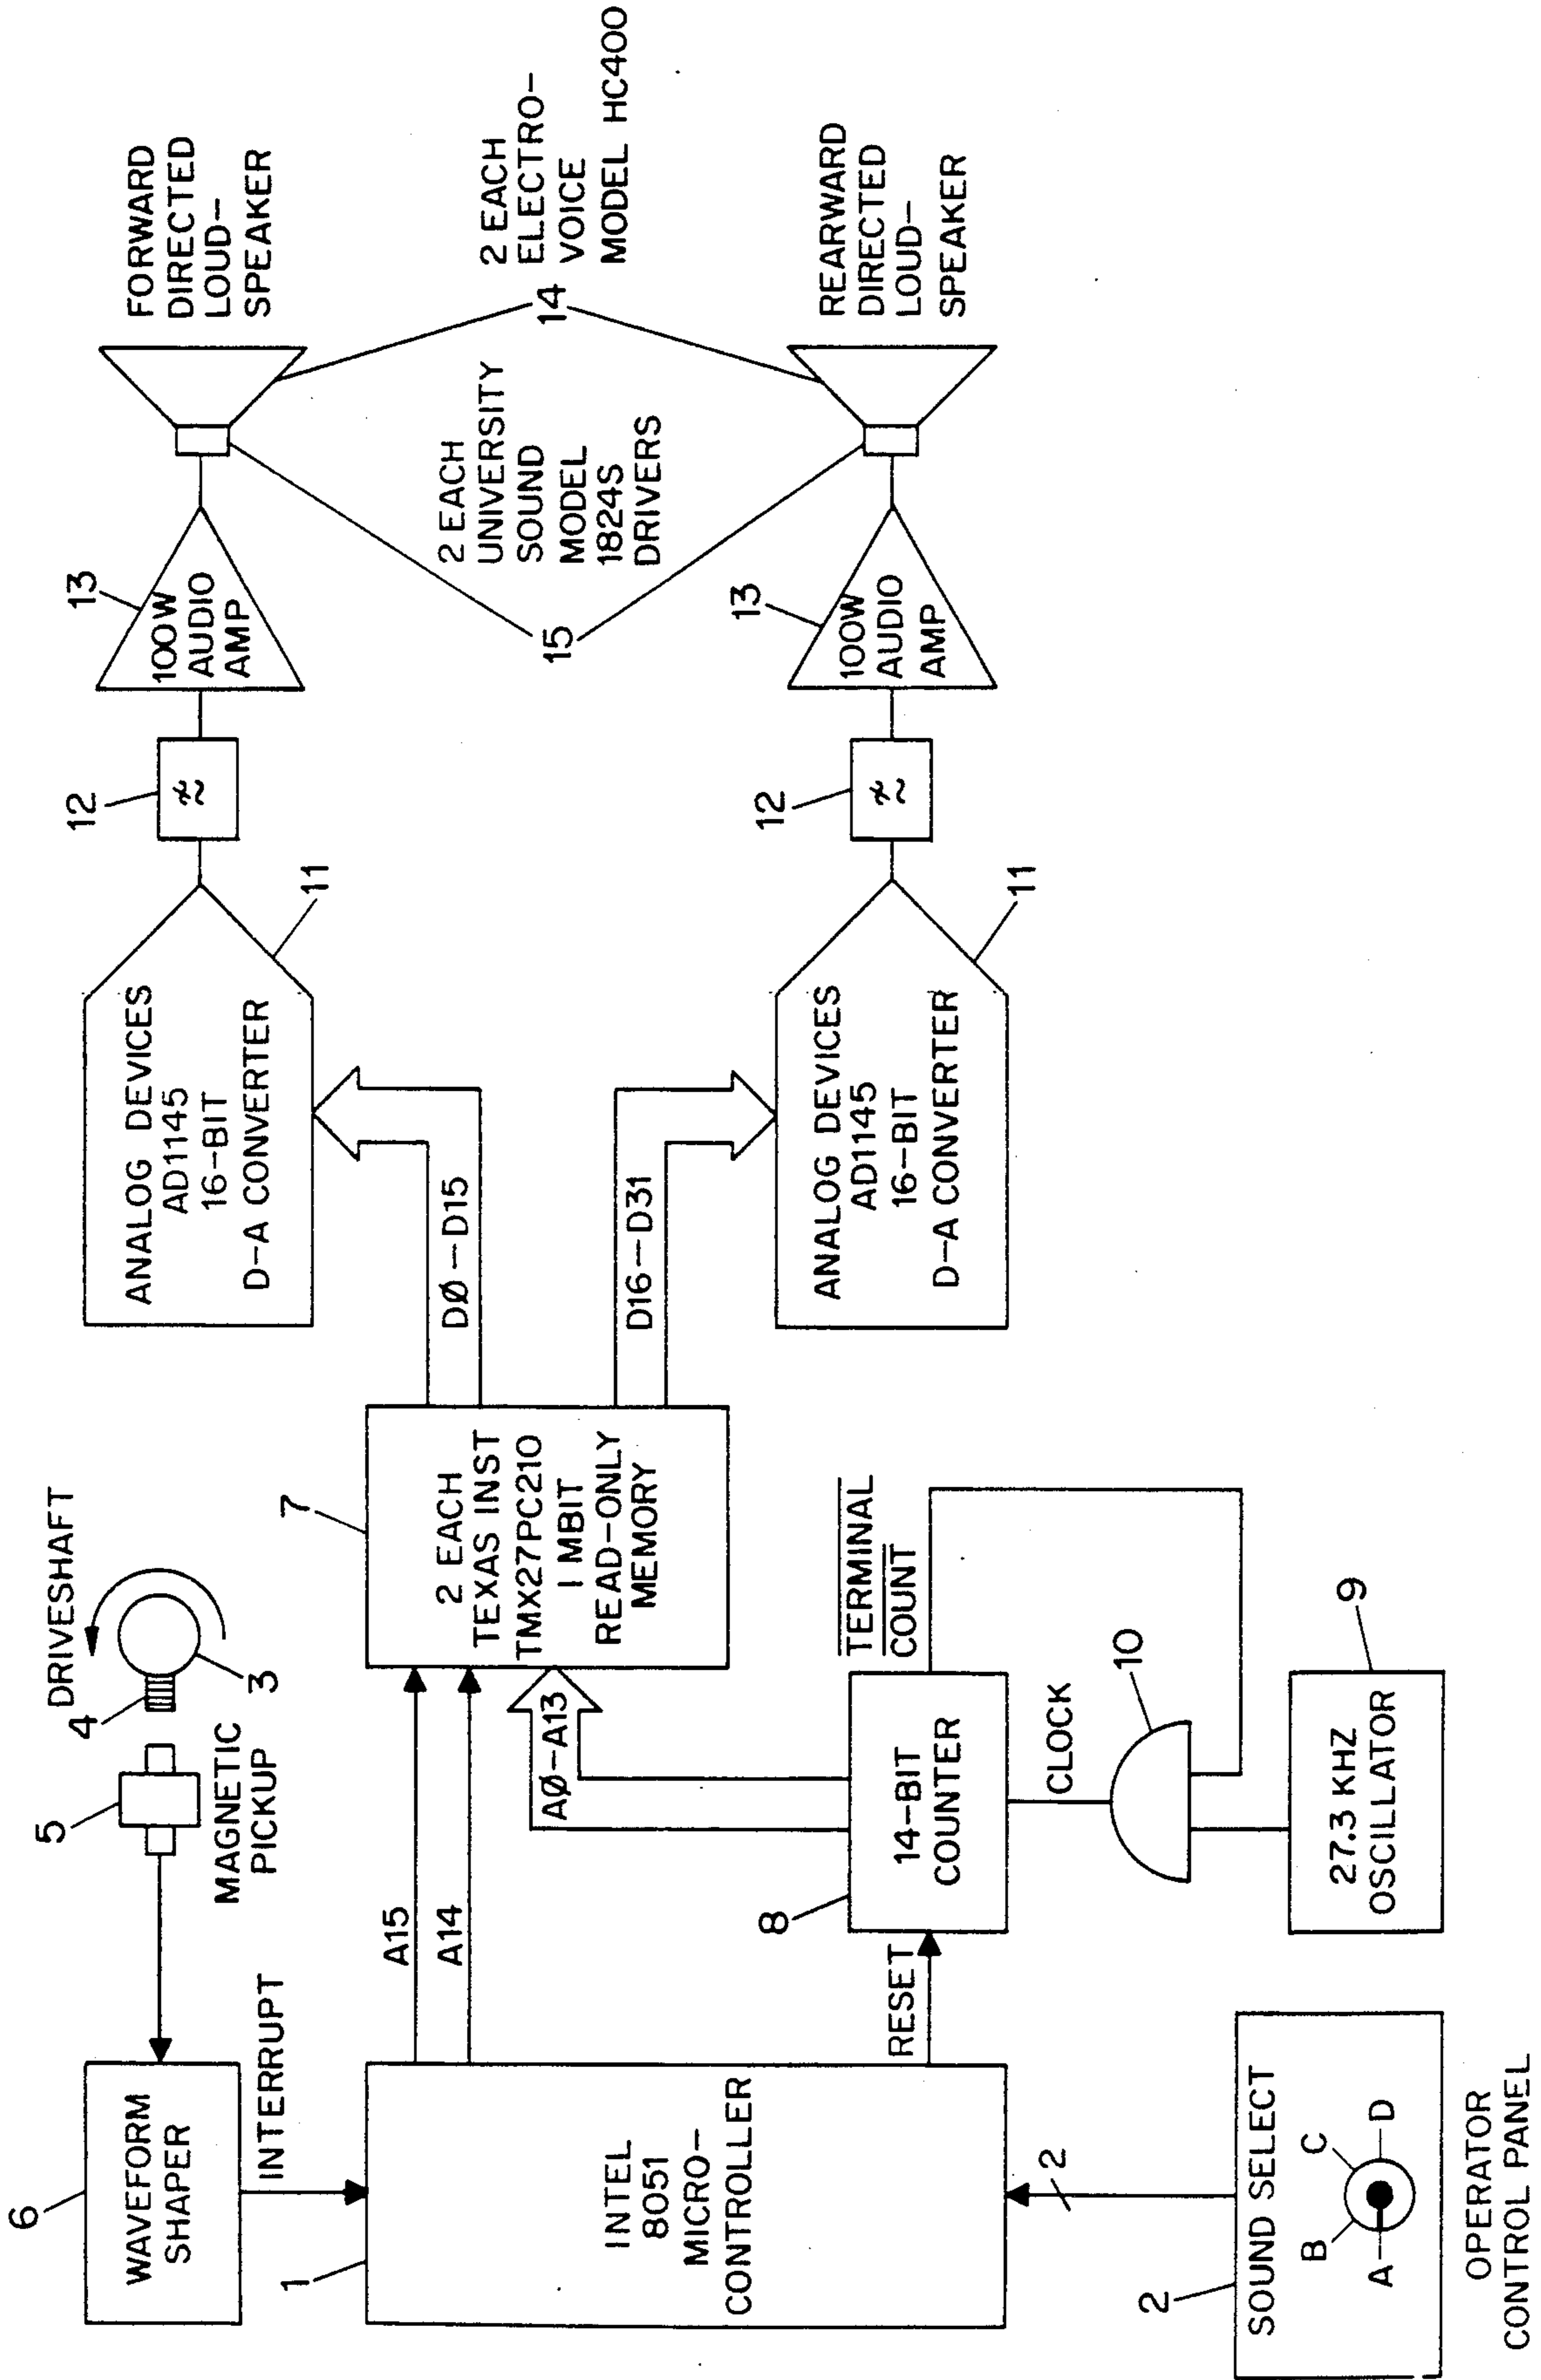 6
WAVEFORM
SHAPER
INTERRUPT
5
MAGNETIC
PICKUP
4
DRIVESHAFT
3
1
INTEL
8051
MICRO-
CONTROLLER
A15
A14
RESET
2
SOUND SELECT
A
B
C
D
2
OPERATOR
CONTROL PANEL
7
2 EACH
TEXAS INST
TMX27PC210
1 MBIT
READ-ONLY
MEMORY
AØ-A13
8
14-BIT
COUNTER
TERMINAL
COUNT
CLOCK
10
9
27.3 KHZ
OSCILLATOR
DØ--D15
D16--D31
ANALOG DEVICES
AD1145
16-BIT
D-A CONVERTER
11
12
13
100W
AUDIO
AMP
FORWARD
DIRECTED
LOUD-
SPEAKER
15
2 EACH
UNIVERSITY
SOUND
MODEL
1824S
DRIVERS
14
2 EACH
ELECTRO-
VOICE
MODEL HC400
ANALOG DEVICES
AD1145
16-BIT
D-A CONVERTER
11
12
13
100W
AUDIO
AMP
REARWARD
DIRECTED
LOUD-
SPEAKER